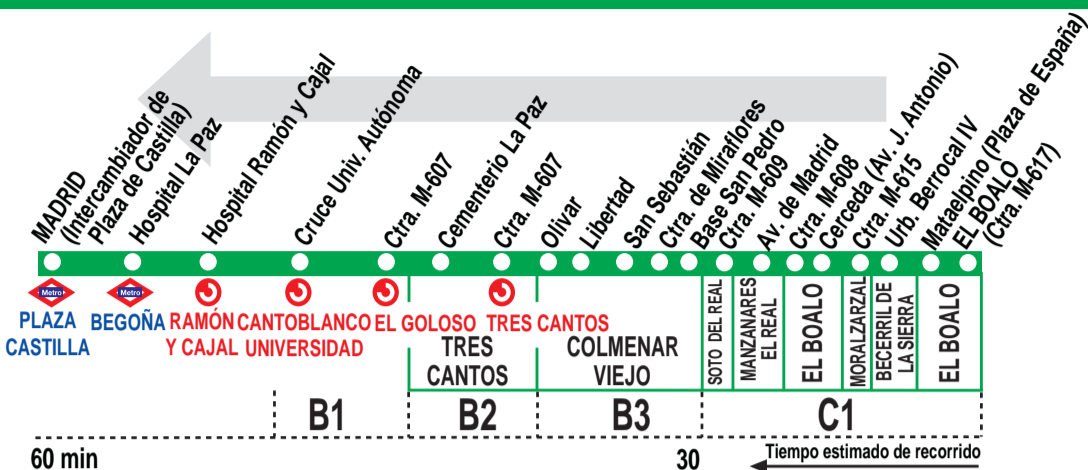 MADRID
(Intercambiador de
Plaza de Castilla)
Hospital La Paz
Hospital Ramón y Cajal
Cruce Univ. Autónoma
Ctra. M-607
Cementerio La Paz
Ctra. M-607
Olivar
Libertad
San Sebastián
Ctra. de Miraflores
Base San Pedro
Ctra. M-609
Av. de Madrid
Ctra. M-608
Cerceda (Av. J. Antonio)
Ctra. M-615
Urb. Berrocal IV
Mataelpino (Plaza de España)
EL BOALO
(Ctra. M-617)
Metro
Metro
PLAZA
CASTILLA
BEGOÑA
RAMÓN
Y CAJAL
CANTOBLANCO
UNIVERSIDAD
EL GOLOSO
TRES CANTOS
TRES
CANTOS
COLMENAR
VIEJO
SOTO DEL REAL
MANZANARES
EL REAL
EL BOALO
MORALZARZAL
BECERRIL DE
LA SIERRA
EL BOALO
B1
B2
B3
C1
60 min
30
Tiempo estimado de recorrido